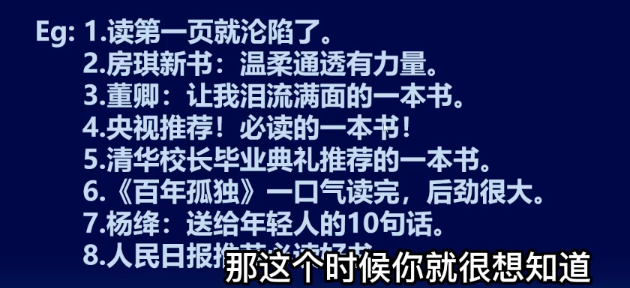 Eg: 1.读第一页就沦陷了。
2.房琪新书：温柔通透有力量。
3.董卿：让我泪流满面的一本书。
4.央视推荐！必读的一本书！
5.清华校长毕业典礼推荐的一本书。
6.《百年孤独》一口气读完，后劲很大。
7.杨绛：送给年轻人的10句话。
8.人民日报推荐必读好书
那这个时候你就很想知道